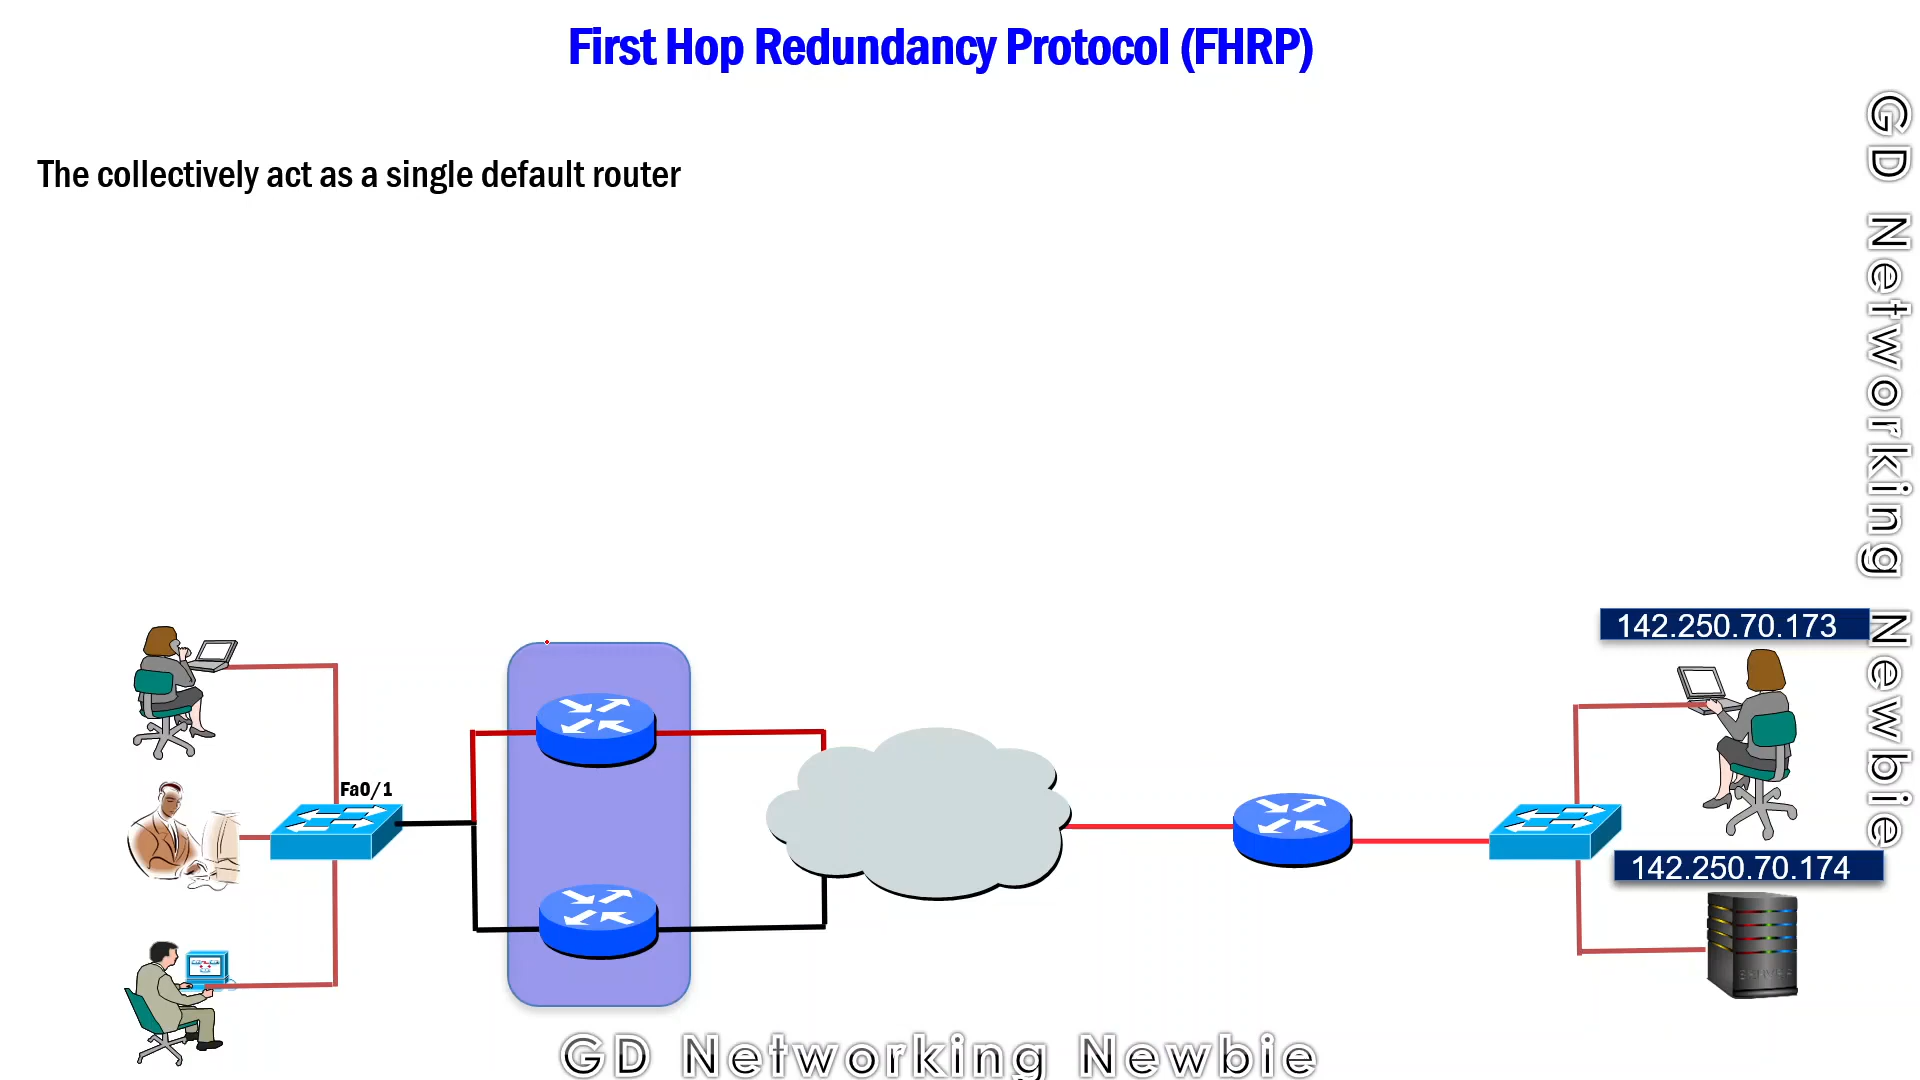 First Hop Redundancy Protocol (FHRP)
The collectively act as a single default router
GD Networking Newbie
142.250.70.173
Fa0/1
142.250.70.174
GD Networking Newbie